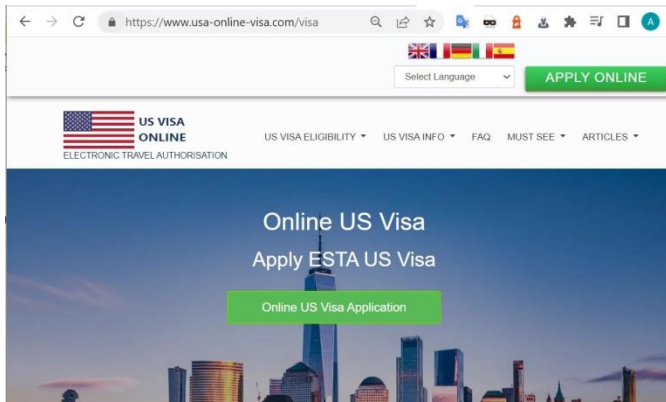 https://www.usa-online-visa.com/visa
A
Select Language
APPLY ONLINE
US VISA
ONLINE
ELECTRONIC TRAVEL AUTHORISATION
US VISA ELIGIBILITY US VISA INFO FAQ MUST SEE ARTICLES
Online US Visa
Apply ESTA US Visa
Online US Visa Application